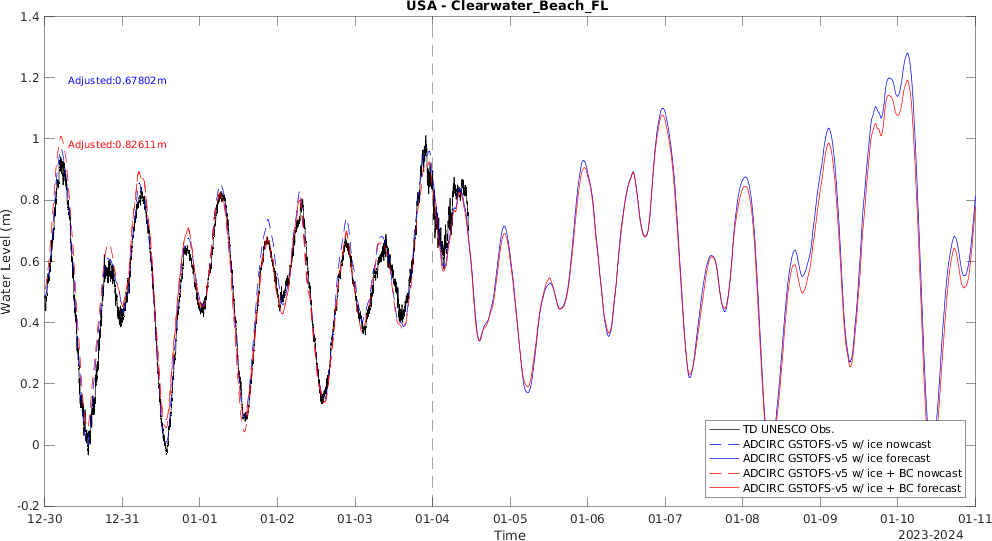 USA - Clearwater_Beach_FL
1.4
1.2
1
0.8
0.6
0.4
0.2
0
-0.2
Water Level (m)
Adjusted:0.67802m
Adjusted:0.82611m
TD UNESCO Obs.
ADCIRC GSTOFS-v5 w/ ice nowcast
ADCIRC GSTOFS-v5 w/ ice forecast
ADCIRC GSTOFS-v5 w/ ice + BC nowcast
ADCIRC GSTOFS-v5 w/ ice + BC forecast
12-30 12-31 01-01 01-02 01-03 01-04 01-05 01-06 01-07 01-08 01-09 01-10 01-11
Time
2023-2024